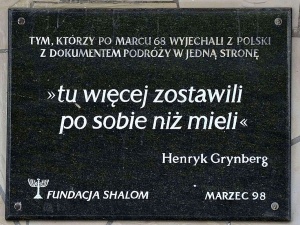 TYM, KTÓRZY PO MARCU 68 WYJECHALI Z POLSKI
Z DOKUMENTEM PODRÓŻY W JEDNĄ STRONĘ
»tu więcej zostawili
po sobie niż mieli«
Henryk Grynberg
FUNDACJA SHALOM MARZEC 98